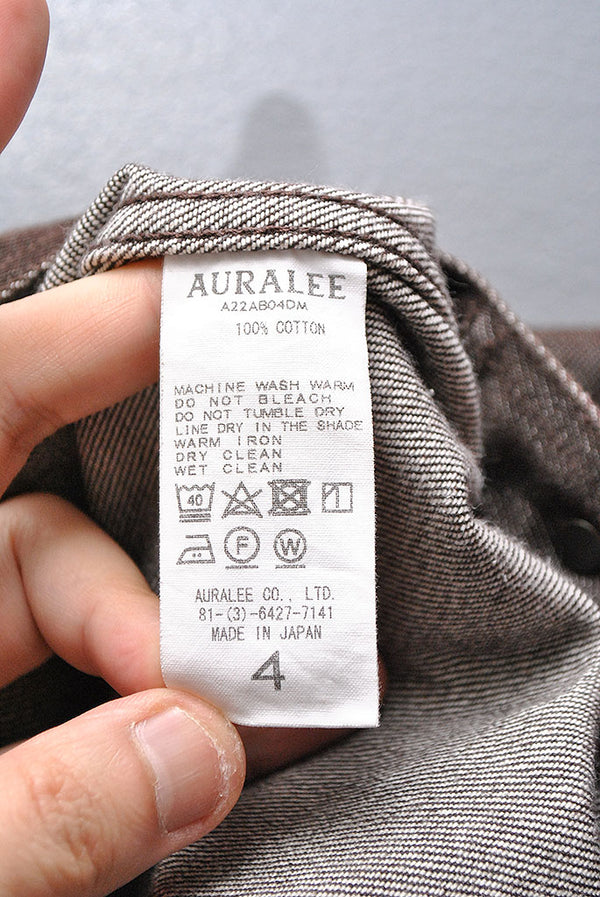 AURALEE
A22AB04DM
100% COTTON
MACHINE WASH WARM
DO NOT BLEACH
DO NOT TUMBLE DRY
LINE DRY IN THE SHADE
WARM IRON
DRY CLEAN
WET CLEAN
40
F W
AURALEE CO., LTD.
81-(3)-6427-7141
MADE IN JAPAN
4